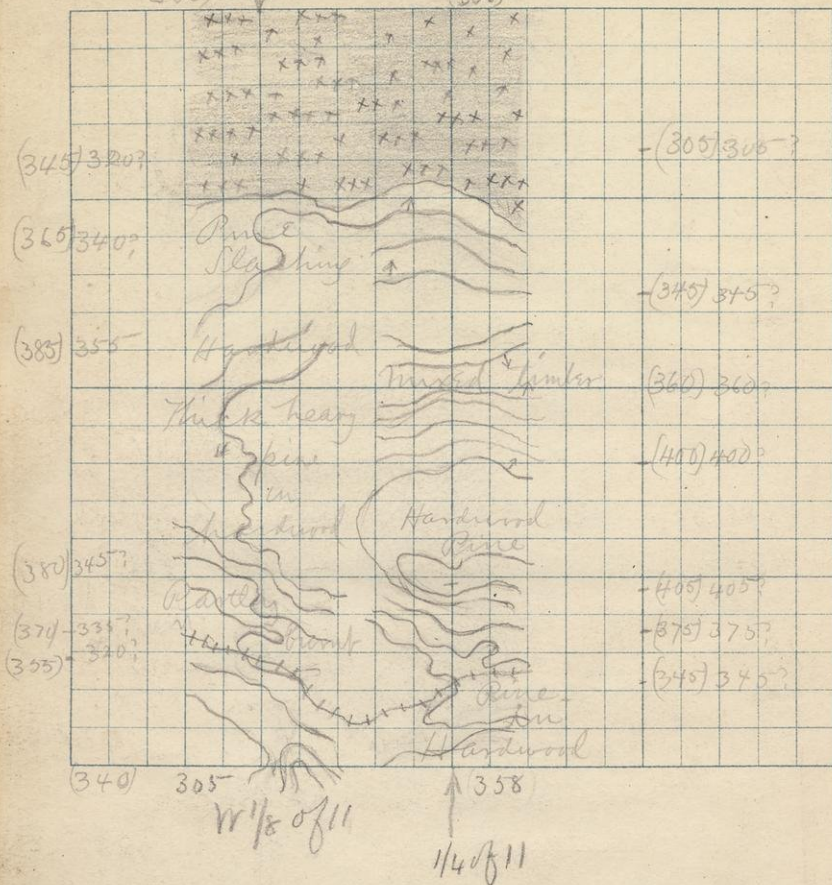 (345) 320?
(305) 305?
(365) 340?
Pine
Slashing
(345) 345?
(385) 355
Hardwood
Mixed timber
(360) 360?
Thick heavy
pine
in
hardwood
(400) 400?
Hardwood
Pine
(380) 345?
(405) 405?
Partley
burnt
(370) 335?
(375) 375?
(355) 320?
(345) 345?
Pine
in
Hardwood
(340) 305
(358
W 1/8 of 11
1/4 of 11